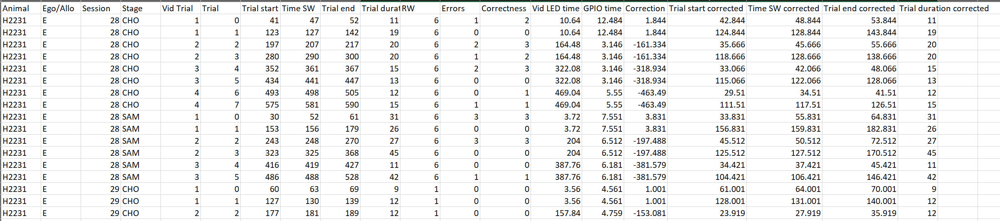 Animal Ego/Allo Session Stage Vid Trial Trial Trial start Time SW Trial end Trial durat RW Errors Correctness Vid LED time GPIO time Correction Trial start corrected Time SW corrected Trial end corrected Trial duration corrected
H2231 E 28 CHO 1 0 41 47 52 11 6 1 2 10.64 12.484 1.844 42.844 48.844 53.844 11
H2231 E 28 CHO 1 1 123 127 142 19 6 0 0 10.64 12.484 1.844 124.844 128.844 143.844 19
H2231 E 28 CHO 2 2 197 207 217 20 6 2 3 164.48 3.146 -161.334 35.666 45.666 55.666 20
H2231 E 28 CHO 2 3 280 290 300 20 6 1 2 164.48 3.146 -161.334 118.666 128.666 138.666 20
H2231 E 28 CHO 3 4 352 361 367 15 6 2 3 322.08 3.146 -318.934 33.066 42.066 48.066 15
H2231 E 28 CHO 3 5 434 441 447 13 6 0 0 322.08 3.146 -318.934 115.066 122.066 128.066 13
H2231 E 28 CHO 4 6 493 498 505 12 6 0 1 469.04 5.55 -463.49 29.51 34.51 41.51 12
H2231 E 28 CHO 4 7 575 581 590 15 6 1 1 469.04 5.55 -463.49 111.51 117.51 126.51 15
H2231 E 28 SAM 1 0 30 52 61 31 6 3 3 3.72 7.551 3.831 33.831 55.831 64.831 31
H2231 E 28 SAM 1 1 153 156 179 26 6 0 0 3.72 7.551 3.831 156.831 159.831 182.831 26
H2231 E 28 SAM 2 2 243 248 270 27 6 3 3 204 6.512 -197.488 45.512 50.512 72.512 27
H2231 E 28 SAM 2 3 323 325 368 45 6 0 0 204 6.512 -197.488 125.512 127.512 170.512 45
H2231 E 28 SAM 3 4 416 419 427 11 6 0 0 387.76 6.181 -381.579 34.421 37.421 45.421 11
H2231 E 28 SAM 3 5 486 488 528 42 6 1 1 387.76 6.181 -381.579 104.421 106.421 146.421 42
H2231 E 29 CHO 1 0 60 63 69 9 1 0 0 3.56 4.561 1.001 61.001 64.001 70.001 9
H2231 E 29 CHO 1 1 127 130 139 12 1 0 0 3.56 4.561 1.001 128.001 131.001 140.001 12
H2231 E 29 CHO 2 2 177 181 189 12 1 0 0 157.84 4.759 -153.081 23.919 27.919 35.919 12